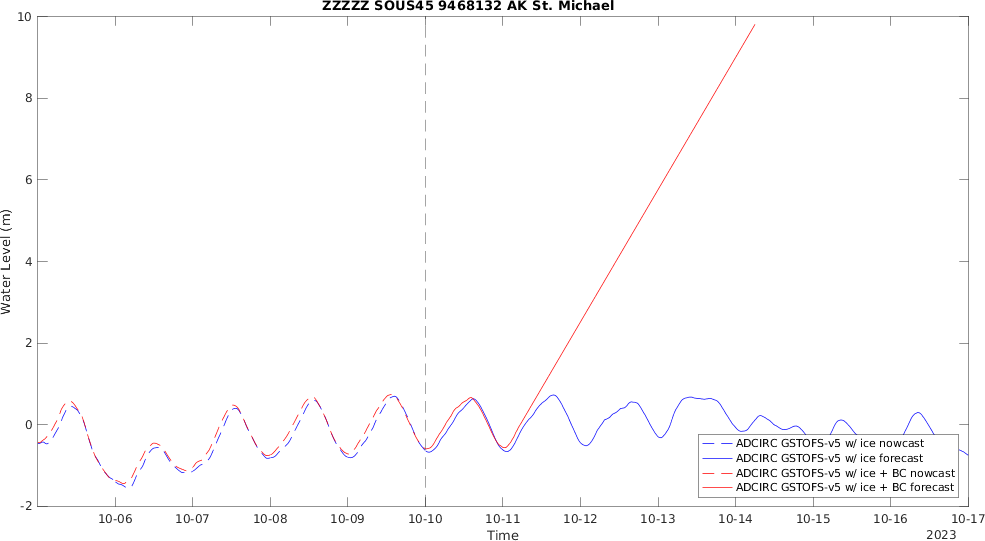 ZZZZZ SOUS45 9468132 AK St. Michael
10
8
6
4
2
0
-2
Water Level (m)
10-06 10-07 10-08 10-09 10-10 10-11 10-12 10-13 10-14 10-15 10-16 10-17
Time
2023
ADCIRC GSTOFS-v5 w/ ice nowcast
ADCIRC GSTOFS-v5 w/ ice forecast
ADCIRC GSTOFS-v5 w/ ice + BC nowcast
ADCIRC GSTOFS-v5 w/ ice + BC forecast